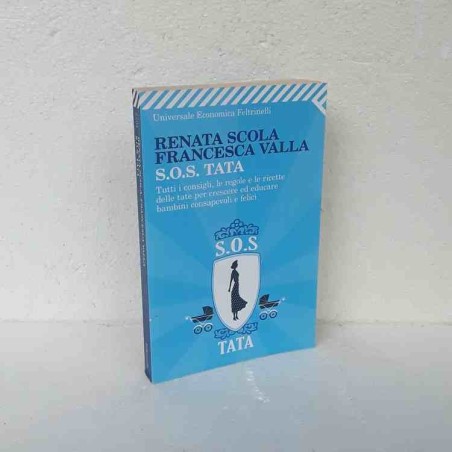 Universale Economica Feltrinelli
RENATA SCOLA
FRANCESCA VALLA
S.O.S. TATA
Tutti i consigli, le regole e le ricette
delle tate per crescere ed educare
bambini consapevoli e felici
S.O.S
TATA